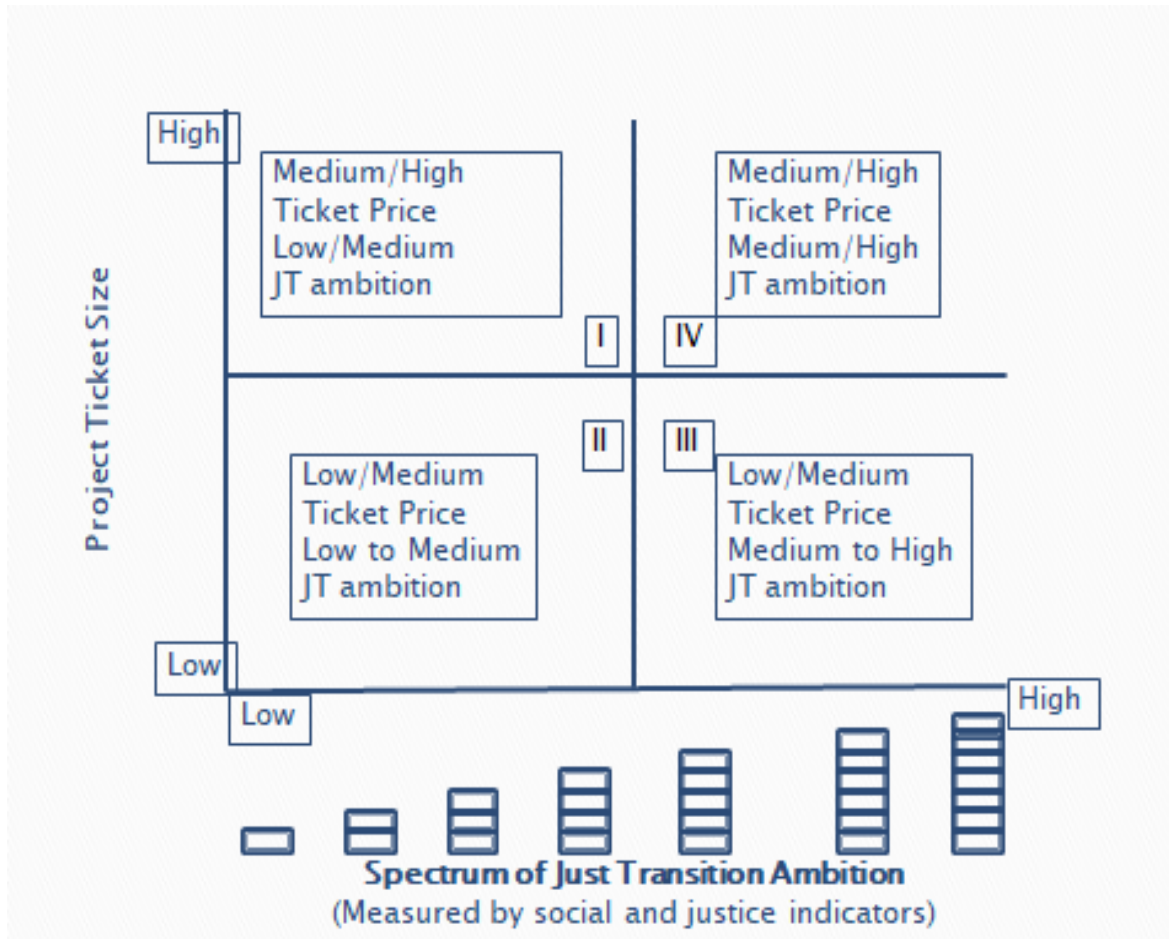 High
Medium/High
Ticket Price
Low/Medium
JT ambition
Medium/High
Ticket Price
Medium/High
JT ambition
I
IV
Project Ticket Size
II
III
Low/Medium
Ticket Price
Low to Medium
JT ambition
Low/Medium
Ticket Price
Medium to High
JT ambition
Low
Low
High
Spectrum of Just Transition Ambition
(Measured by social and justice indicators)